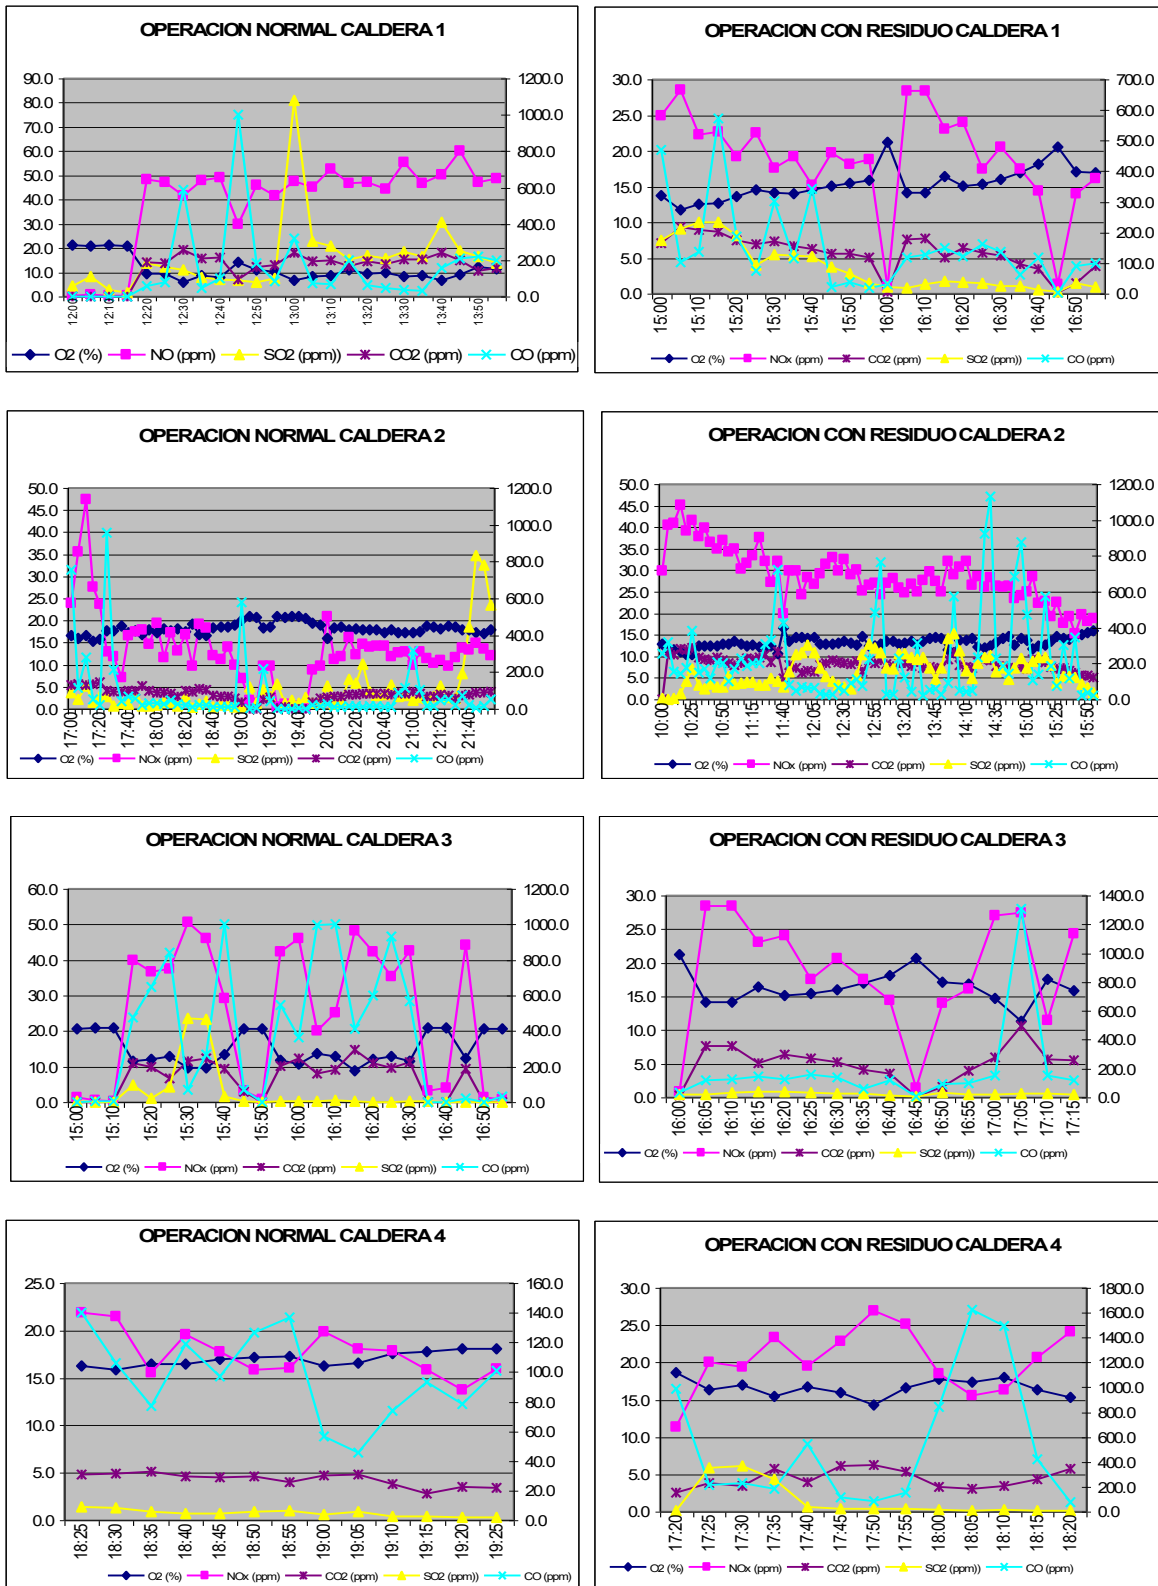 OPERACION NORMAL CALDERA 1
90.0 80.0 70.0 60.0 50.0 40.0 30.0 20.0 10.0 0.0
1200.0 1000.0 800.0 600.0 400.0 200.0 0.0
12:00 12:10 12:20 12:30 12:40 12:50 13:00 13:10 13:20 13:30 13:40 13:50
O2 (%) NO (ppm) SO2 (ppm)) CO2 (ppm) CO (ppm)
OPERACION CON RESIDUO CALDERA 1
30.0 25.0 20.0 15.0 10.0 5.0 0.0
700.0 600.0 500.0 400.0 300.0 200.0 100.0 0.0
15:00 15:10 15:20 15:30 15:40 15:50 16:00 16:10 16:20 16:30 16:40 16:50
O2 (%) NOx (ppm) CO2 (ppm) SO2 (ppm)) CO (ppm)
OPERACION NORMAL CALDERA 2
50.0 45.0 40.0 35.0 30.0 25.0 20.0 15.0 10.0 5.0 0.0
1200.0 1000.0 800.0 600.0 400.0 200.0 0.0
17:00 17:20 17:40 18:00 18:20 18:40 19:00 19:20 19:40 20:00 20:20 20:40 21:00 21:20 21:40
O2 (%) NOx (ppm) SO2 (ppm)) CO2 (ppm) CO (ppm)
OPERACION CON RESIDUO CALDERA 2
50.0 45.0 40.0 35.0 30.0 25.0 20.0 15.0 10.0 5.0 0.0
1200.0 1000.0 800.0 600.0 400.0 200.0 0.0
10:00 10:25 10:50 11:15 11:40 12:05 12:30 12:55 13:20 13:45 14:10 14:35 15:00 15:25 15:50
O2 (%) NOx (ppm) CO2 (ppm) SO2 (ppm)) CO (ppm)
OPERACION NORMAL CALDERA 3
60.0 50.0 40.0 30.0 20.0 10.0 0.0
1200.0 1000.0 800.0 600.0 400.0 200.0 0.0
15:00 15:10 15:20 15:30 15:40 15:50 16:00 16:10 16:20 16:30 16:40 16:50
O2 (%) NOx (ppm) CO2 (ppm) SO2 (ppm)) CO (ppm)
OPERACION CON RESIDUO CALDERA 3
30.0 25.0 20.0 15.0 10.0 5.0 0.0
1400.0 1200.0 1000.0 800.0 600.0 400.0 200.0 0.0
16:00 16:05 16:10 16:15 16:20 16:25 16:30 16:35 16:40 16:45 16:50 16:55 17:00 17:05 17:10 17:15
O2 (%) NOx (ppm) CO2 (ppm) SO2 (ppm)) CO (ppm)
OPERACION NORMAL CALDERA 4
25.0 20.0 15.0 10.0 5.0 0.0
160.0 140.0 120.0 100.0 80.0 60.0 40.0 20.0 0.0
18:25 18:30 18:35 18:40 18:45 18:50 18:55 19:00 19:05 19:10 19:15 19:20 19:25
O2 (%) NOx (ppm) CO2 (ppm) SO2 (ppm)) CO (ppm)
OPERACION CON RESIDUO CALDERA 4
30.0 25.0 20.0 15.0 10.0 5.0 0.0
1800.0 1600.0 1400.0 1200.0 1000.0 800.0 600.0 400.0 200.0 0.0
17:20 17:25 17:30 17:35 17:40 17:45 17:50 17:55 18:00 18:05 18:10 18:15 18:20
O2 (%) NOx (ppm) CO2 (ppm) SO2 (ppm)) CO (ppm)